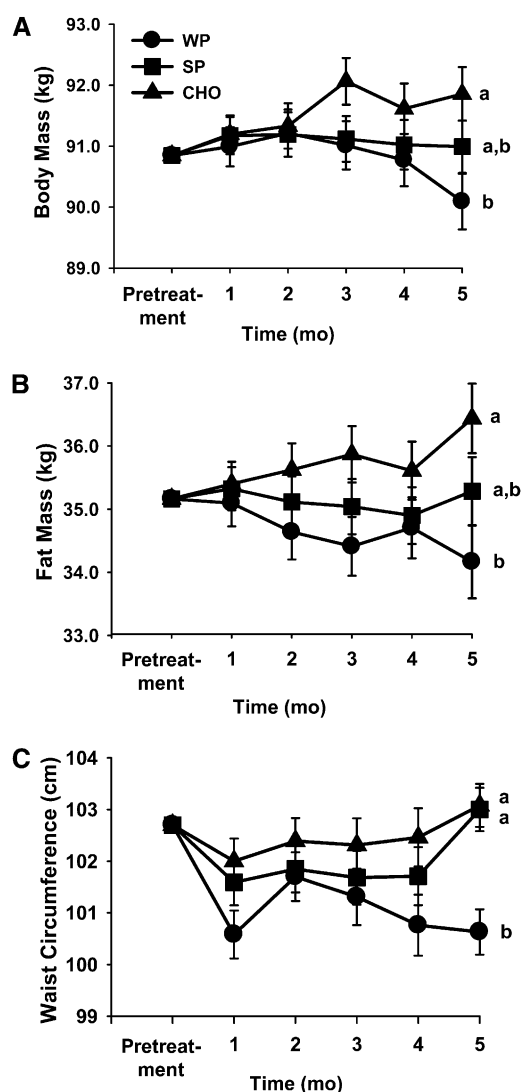 A
93.0
92.0
91.0
90.0
89.0
Body Mass (kg)
WP
SP
CHO
a
a,b
b
Pretreat-
ment
1 2 3 4 5
Time (mo)
B
37.0
36.0
35.0
34.0
33.0
Fat Mass (kg)
a
a,b
b
Pretreat-
ment
1 2 3 4 5
Time (mo)
C
104
103
102
101
100
99
Waist Circumference (cm)
a
a
b
Pretreat-
ment
1 2 3 4 5
Time (mo)